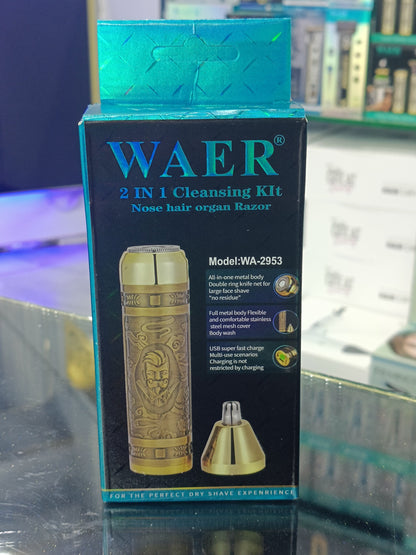 WAER®
2 IN 1 Cleansing KIt
Nose hair organ Razor
Model:WA-2953
All-in-one metal body
Double ring knife net for
large face shave
"no residue"
Full metal body Flexible
and comfortable stainless
steel mesh cover
Body wash
USB super fast charge
Multi-use scenarios
Charging is not
restricted by charging
FOR THE PERFECT DRY SHAVE EXPENRIENCE